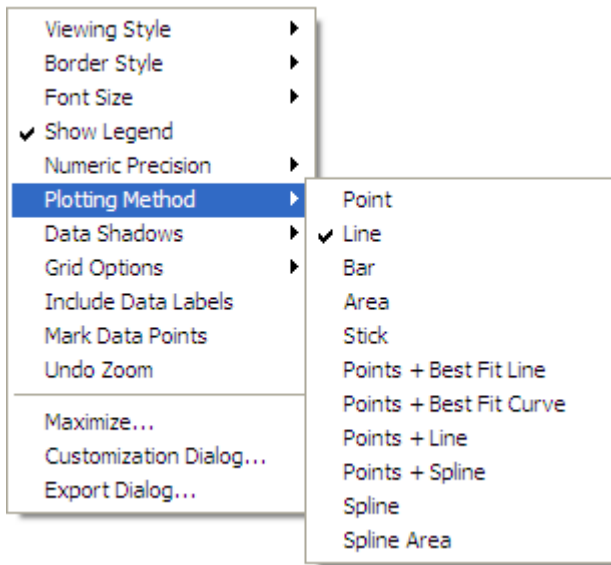 Viewing Style
Border Style
Font Size
Show Legend
Numeric Precision
Plotting Method
Data Shadows
Grid Options
Include Data Labels
Mark Data Points
Undo Zoom
Maximize...
Customization Dialog...
Export Dialog...
Point
Line
Bar
Area
Stick
Points + Best Fit Line
Points + Best Fit Curve
Points + Line
Points + Spline
Spline
Spline Area